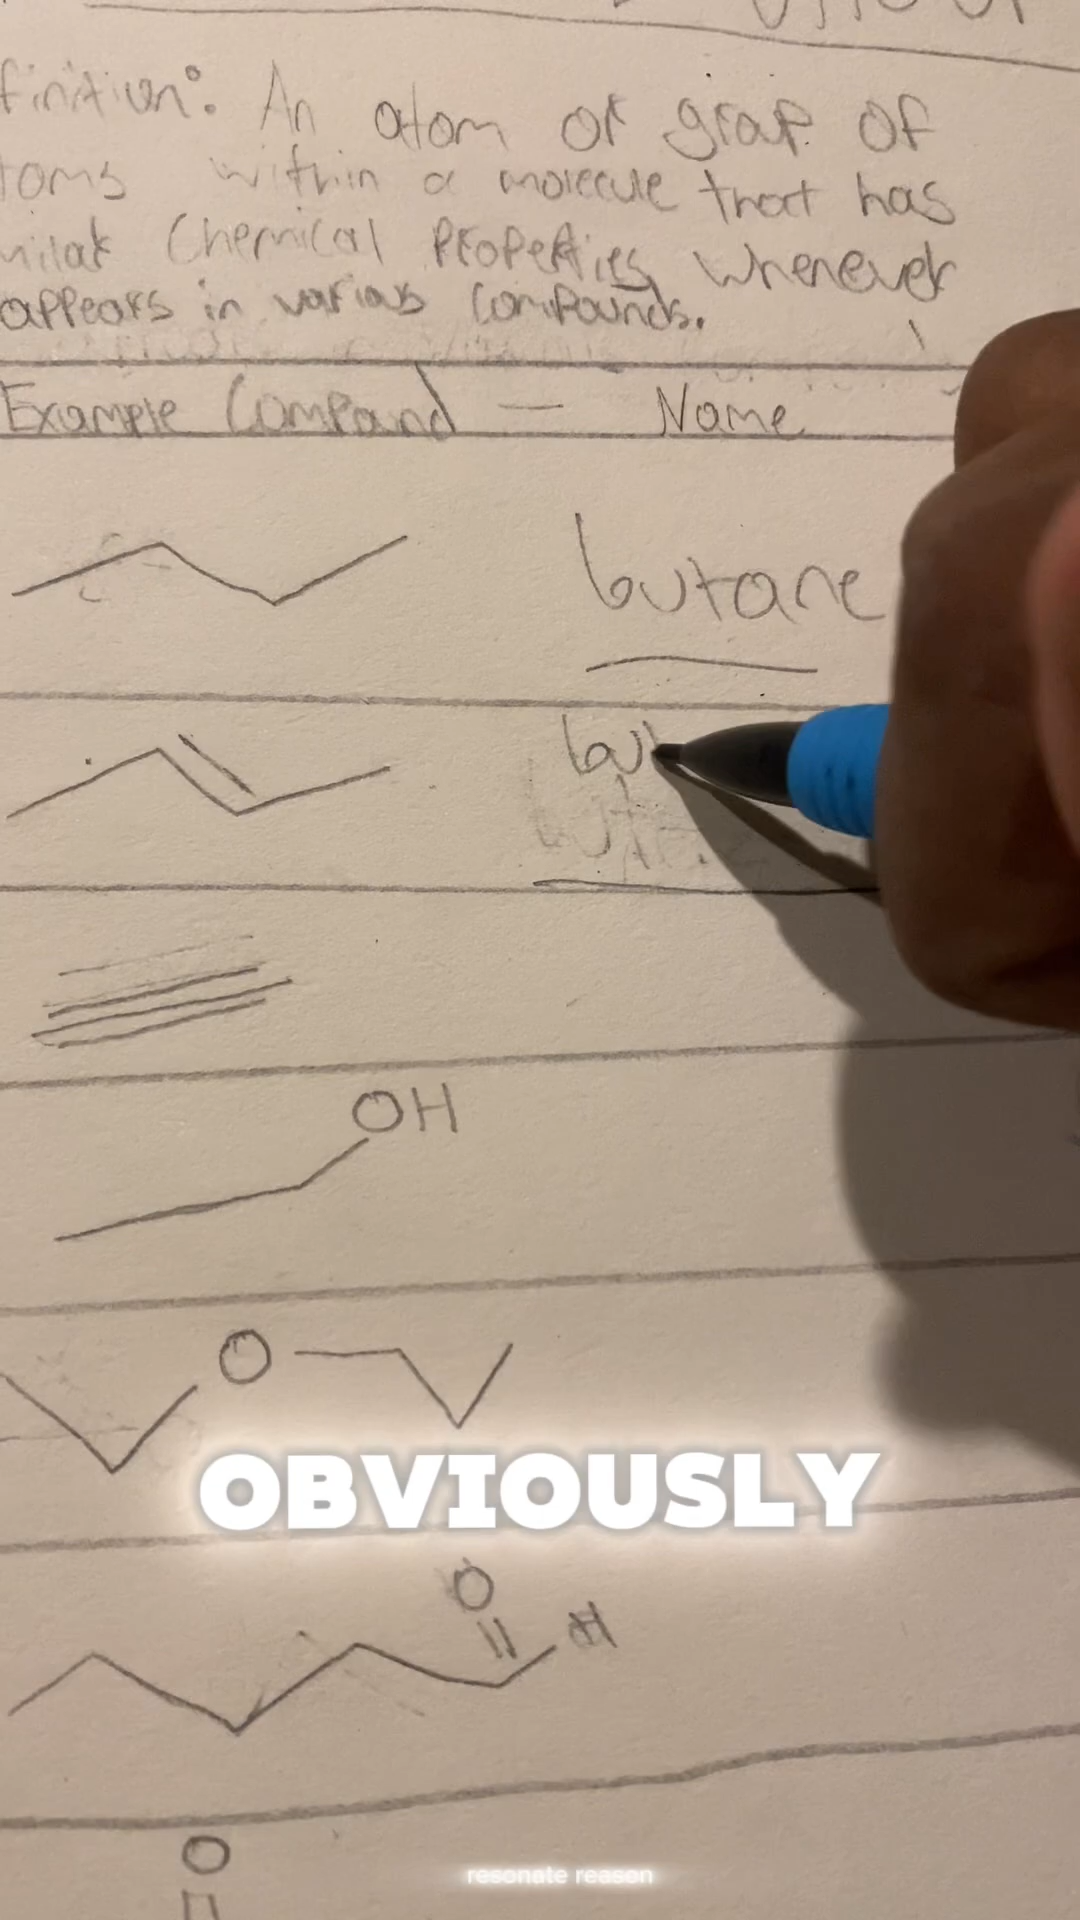 finition: An atom or group of
toms within a molecule that has
milar Chemical Properties whenever
appears in various Compounds.
Example Compound — Name
butane
but
OH
O
OBVIOUSLY
O
H
O
resonate reason